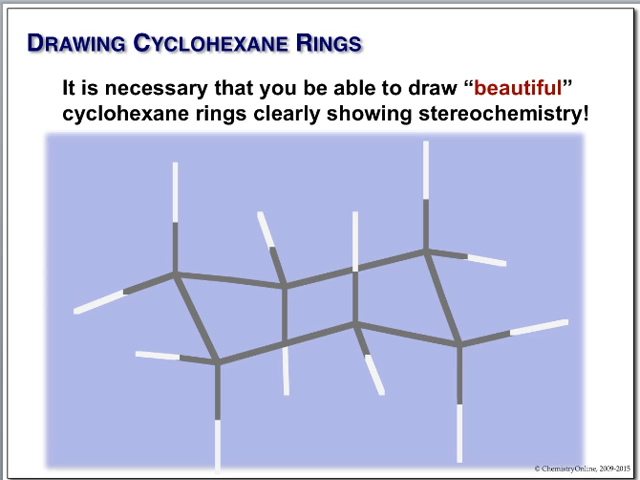 DRAWING CYCLOHEXANE RINGS
It is necessary that you be able to draw “beautiful”
cyclohexane rings clearly showing stereochemistry!
© ChemistryOnline, 2009-2015